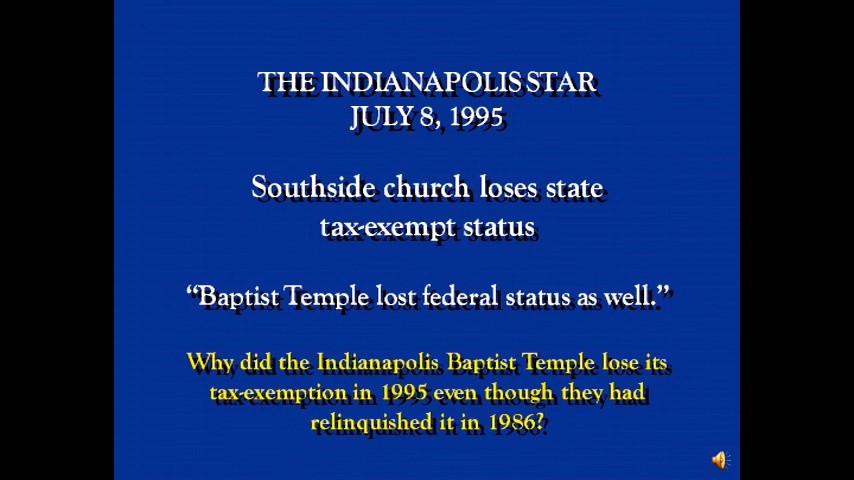 THE INDIANAPOLIS STAR
JULY 8, 1995
Southside church loses state
tax-exempt status
“Baptist Temple lost federal status as well.”
Why did the Indianapolis Baptist Temple lose its
tax-exemption in 1995 even though they had
relinquished it in 1986?